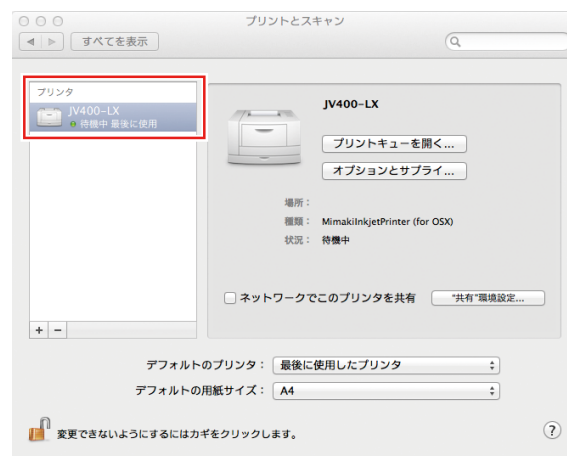 プリントとスキャン
すべてを表示
プリンタ
JV400-LX
待機中 最後に使用
JV400-LX
プリントキューを開く...
オプションとサプライ...
場所：
種類： MimakiInkjetPrinter (for OSX)
状況： 待機中
ネットワークでこのプリンタを共有 "共有"環境設定...
+ −
デフォルトのプリンタ： 最後に使用したプリンタ
デフォルトの用紙サイズ： A4
変更できないようにするにはカギをクリックします。 ?